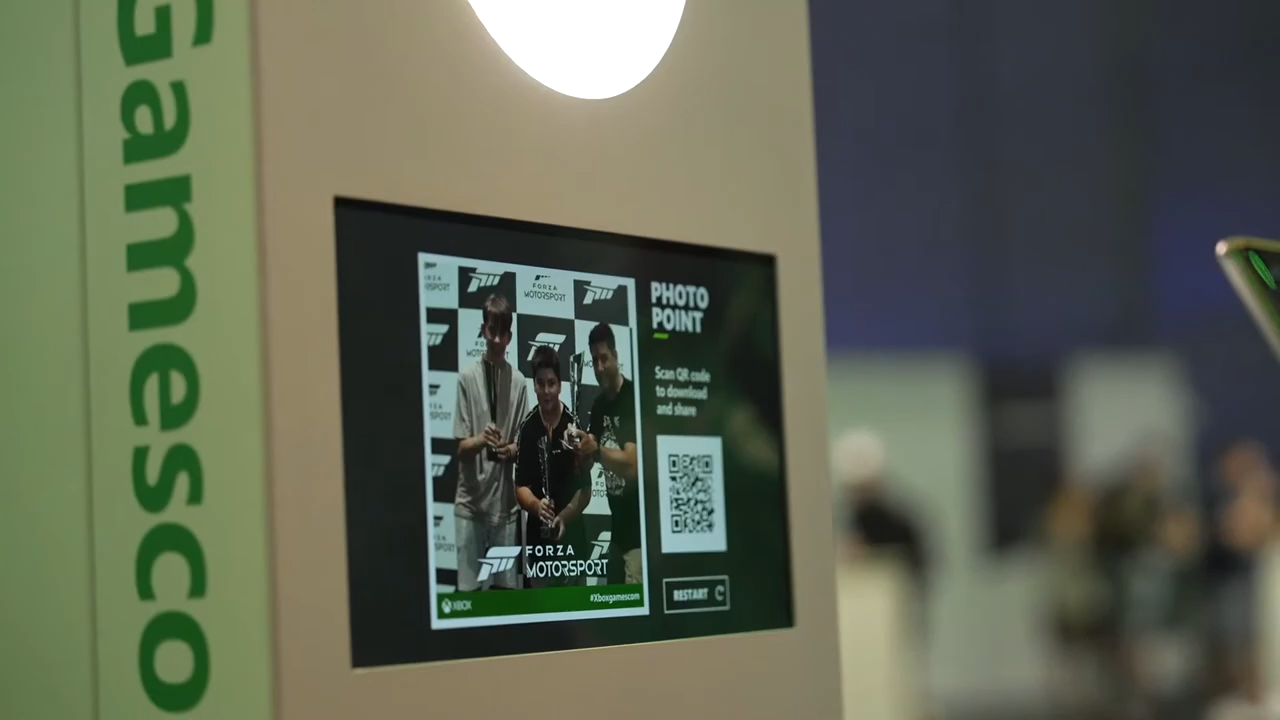 Gamesco
PHOTO
POINT
Scan QR code
to download
and share
RESTART
FORZA
MOTORSPORT
FORZA
MOTORSPORT
XBOX
#Xboxgamescom